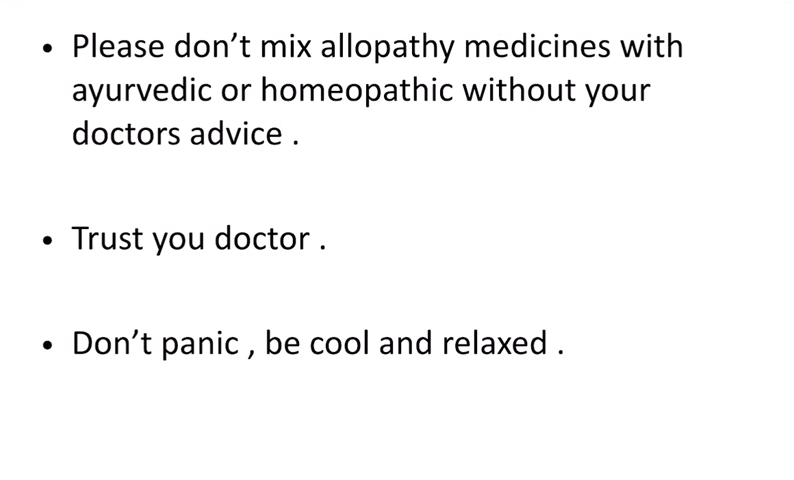 • Please don’t mix allopathy medicines with
ayurvedic or homeopathic without your
doctors advice .
• Trust you doctor .
• Don’t panic , be cool and relaxed .